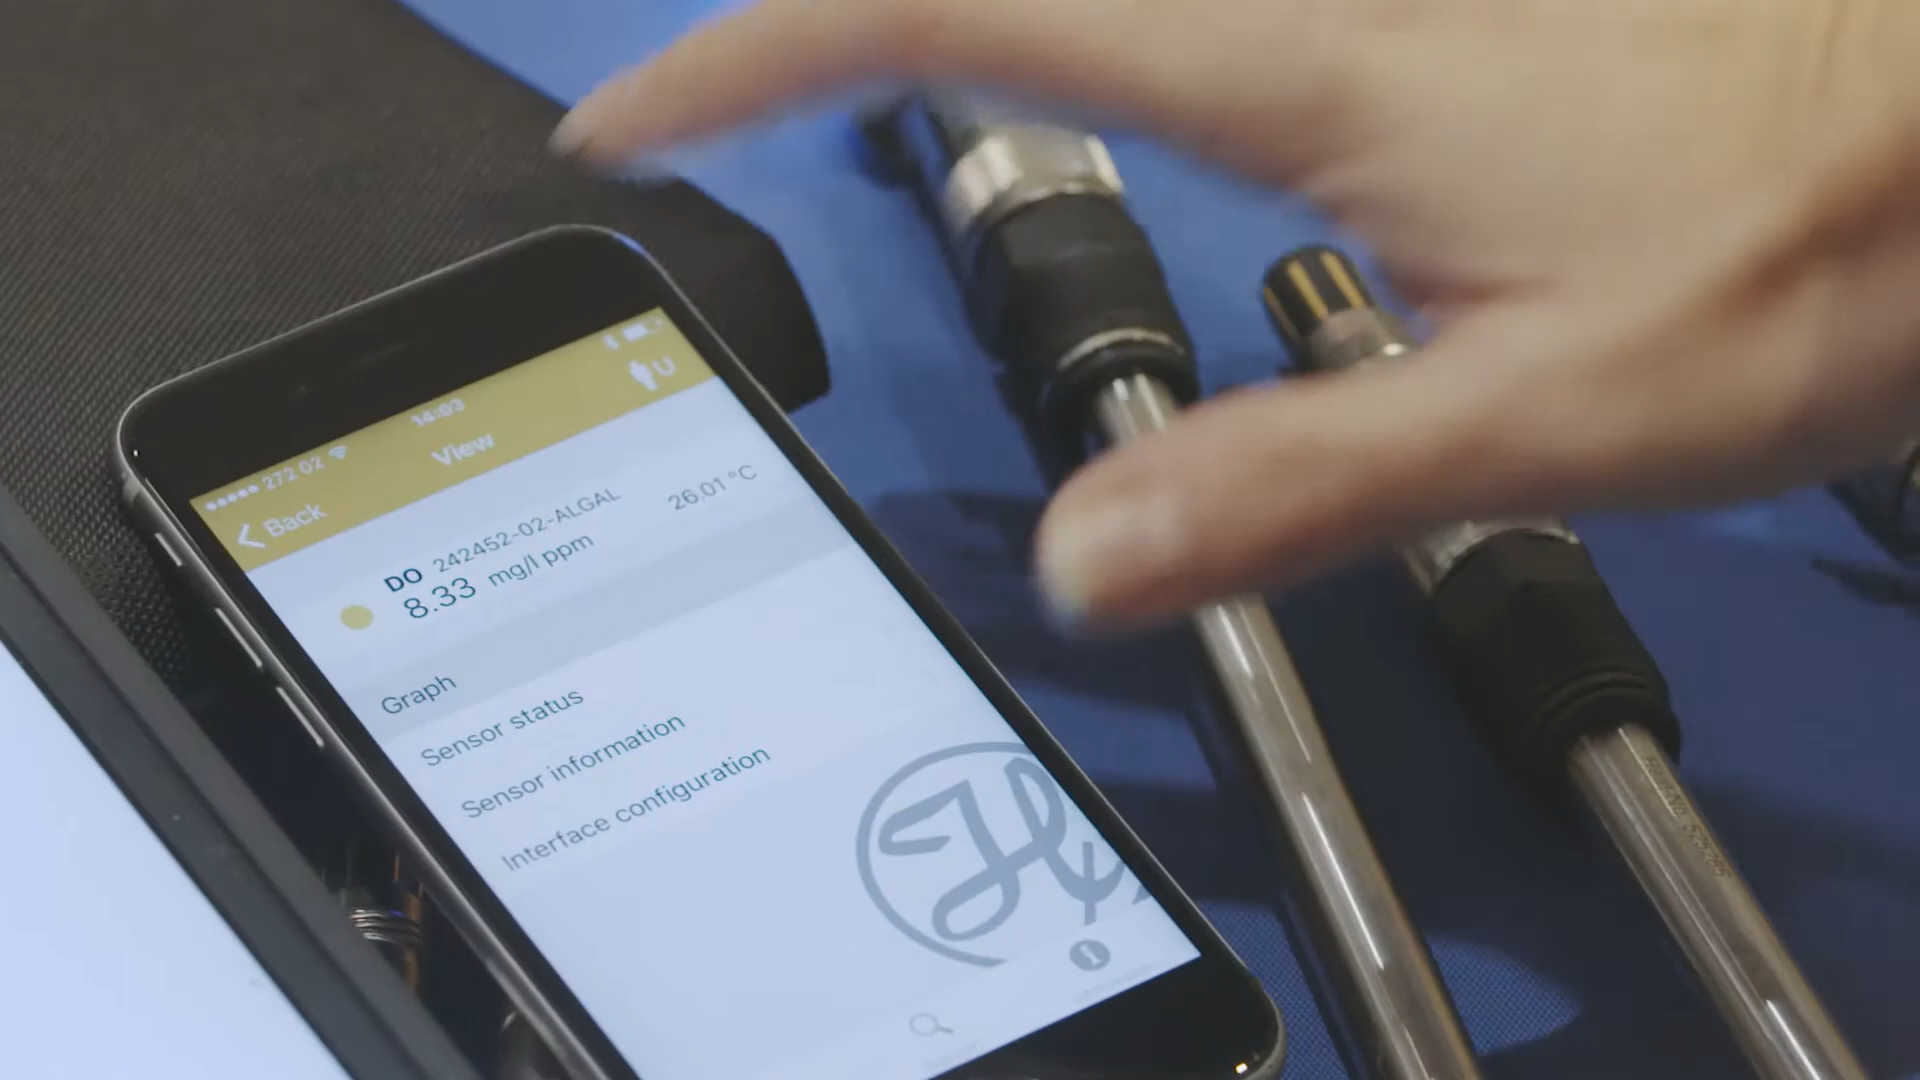 272 02 14:03
Back View U
DO 242452-02-ALGAL 26.01 °C
8.33 mg/l ppm
Graph
Sensor status
Sensor information
Interface configuration
H
i